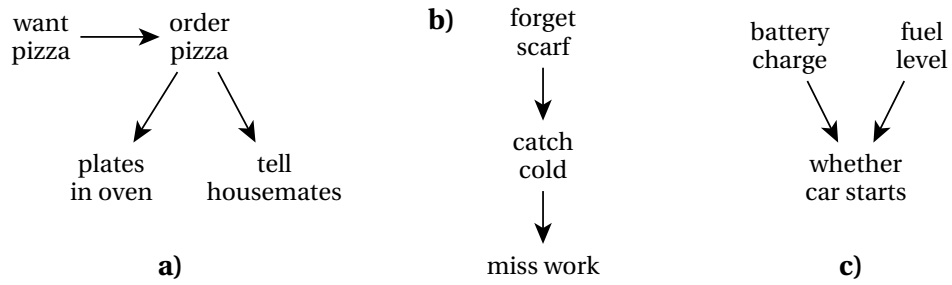 want
pizza
order
pizza
plates
in oven
tell
housemates
a)
b)
forget
scarf
catch
cold
miss work
battery
charge
fuel
level
whether
car starts
c)